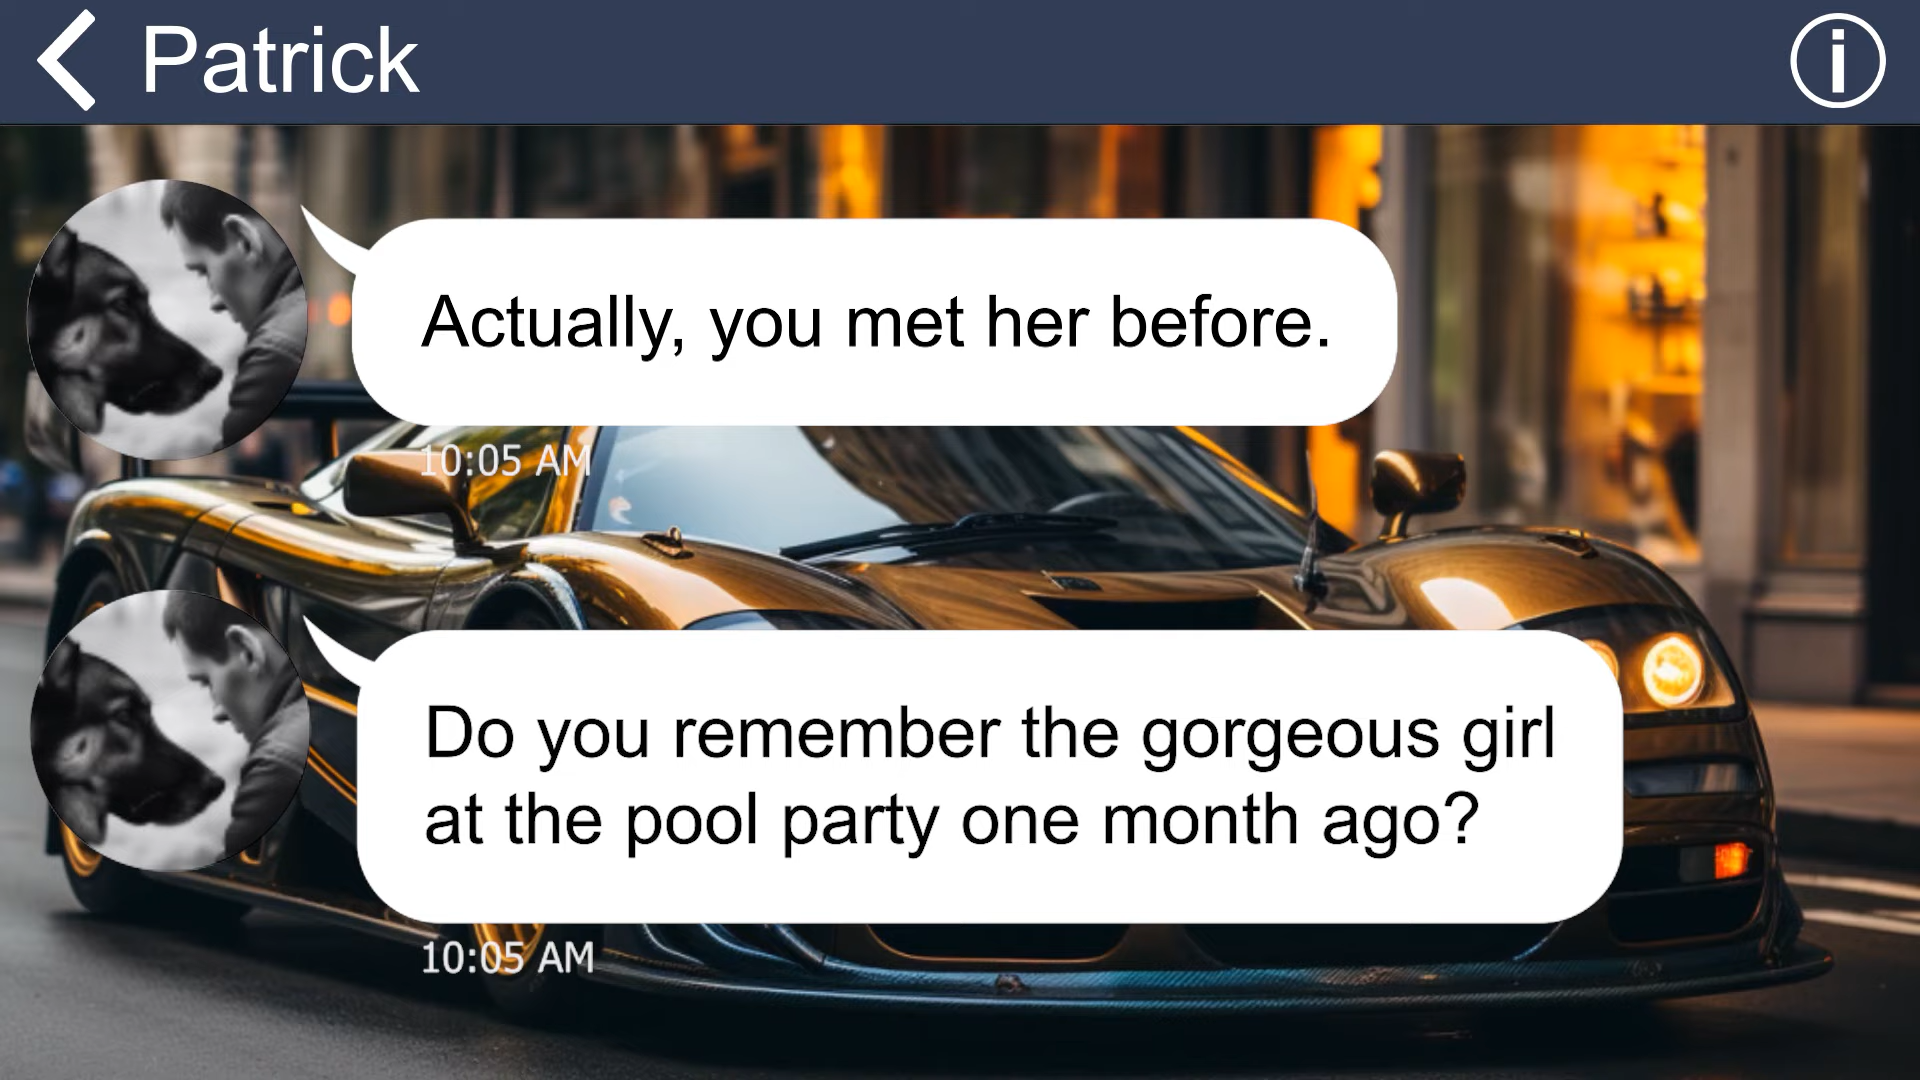 Patrick
Actually, you met her before.
10:05 AM
Do you remember the gorgeous girl
at the pool party one month ago?
10:05 AM